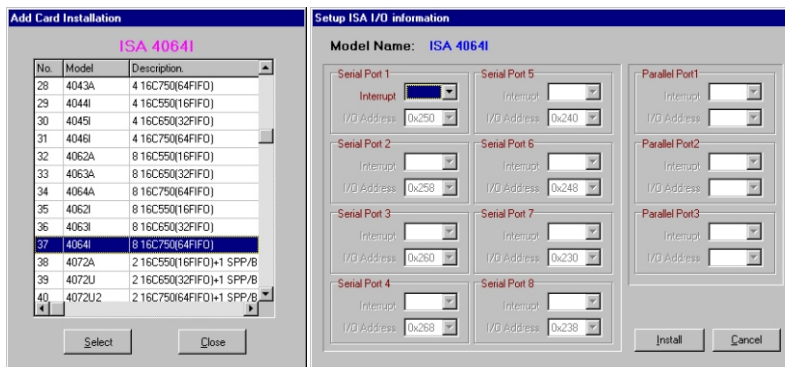 Add Card Installation
ISA 4064I
No. Model Description.
28 4043A 4 16C750(64FIFO)
29 4044I 4 16C550(16FIFO)
30 4045I 4 16C650(32FIFO)
31 4046I 4 16C750(64FIFO)
32 4062A 8 16C550(16FIFO)
33 4063A 8 16C650(32FIFO)
34 4064A 8 16C750(64FIFO)
35 4062I 8 16C550(16FIFO)
36 4063I 8 16C650(32FIFO)
37 4064I 8 16C750(64FIFO)
38 4072A 2 16C550(16FIFO)+1 SPP/B
39 4072U 2 16C650(32FIFO)+1 SPP/B
40 4072U2 2 16C750(64FIFO)+1 SPP/B
Select Close
Setup ISA I/O information
Model Name: ISA 4064I
Serial Port 1 Serial Port 5 Parallel Port1
Interrupt Interrupt Interrupt
I/O Address 0x250 I/O Address 0x240 I/O Address
Serial Port 2 Serial Port 6 Parallel Port2
Interrupt Interrupt Interrupt
I/O Address 0x258 I/O Address 0x248 I/O Address
Serial Port 3 Serial Port 7 Parallel Port3
Interrupt Interrupt Interrupt
I/O Address 0x260 I/O Address 0x230 I/O Address
Serial Port 4 Serial Port 8
Interrupt Interrupt
I/O Address 0x268 I/O Address 0x238
Install Cancel